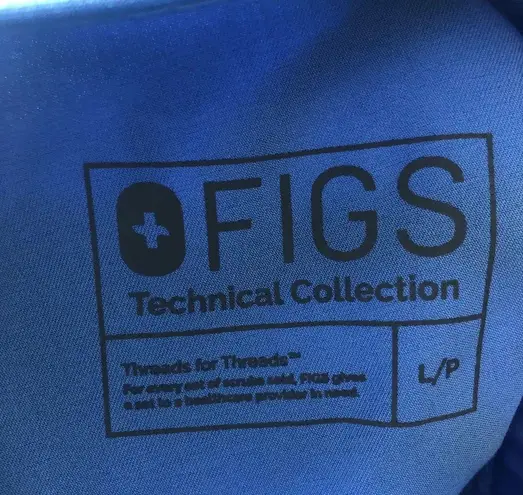 FIGS
Technical Collection
Threads for Threads™
For every set of scrubs sold, FIGS gives
a set to a healthcare provider in need.
L/P